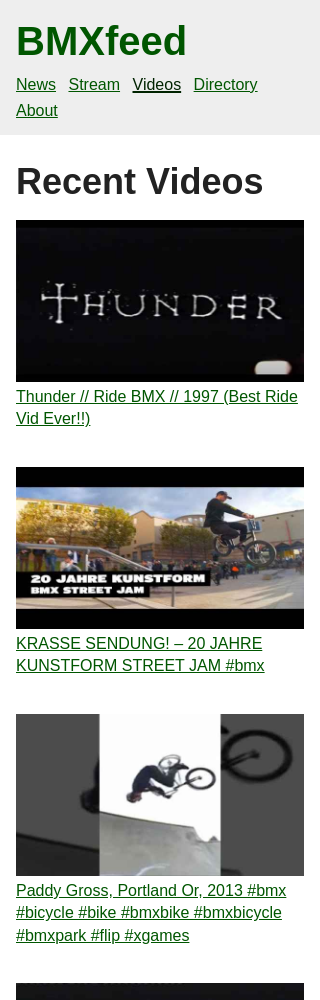 BMXfeed
News Stream Videos Directory
About
Recent Videos
THUNDER
Thunder // Ride BMX // 1997 (Best Ride
Vid Ever!!)
20 JAHRE KUNSTFORM
BMX STREET JAM
KRASSE SENDUNG! – 20 JAHRE
KUNSTFORM STREET JAM #bmx
Paddy Gross, Portland Or, 2013 #bmx
#bicycle #bike #bmxbike #bmxbicycle
#bmxpark #flip #xgames